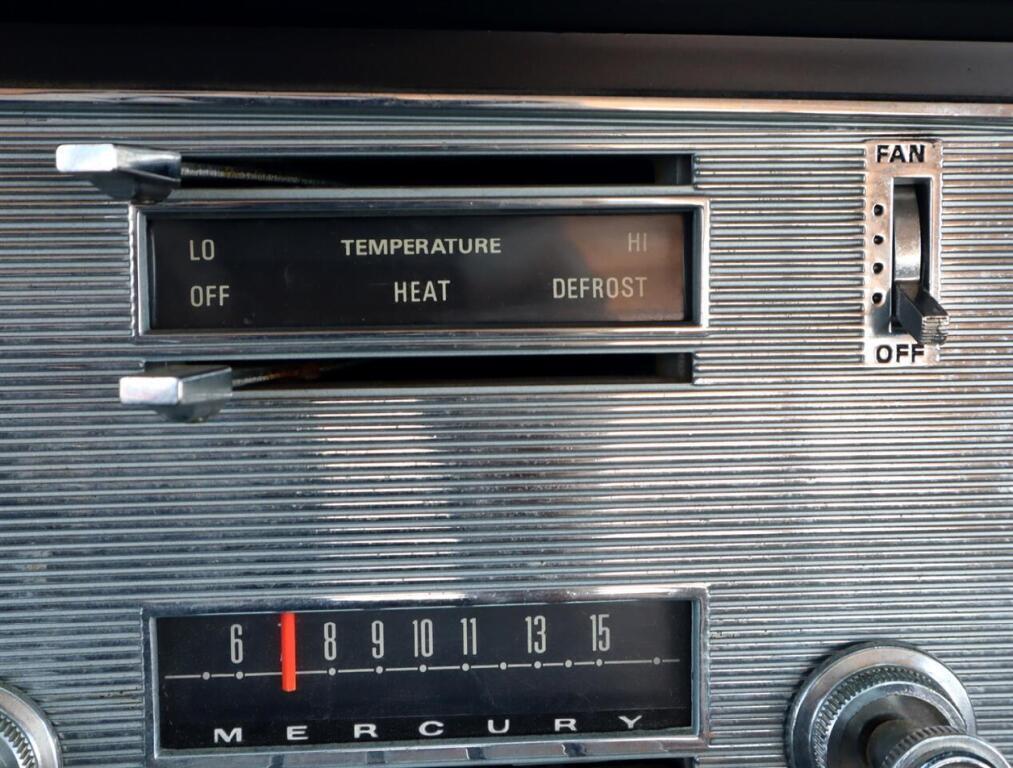 FAN
LO TEMPERATURE HI
OFF HEAT DEFROST
OFF
6 8 9 10 11 13 15
MERCURY